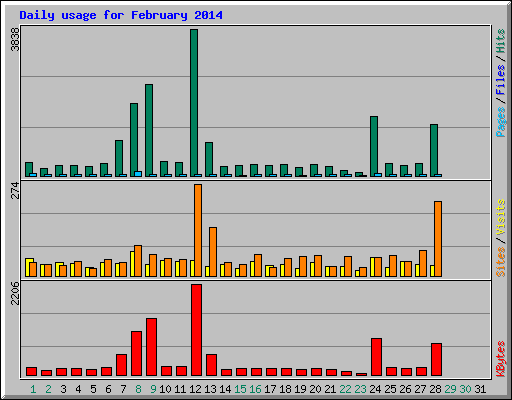 Daily usage for February 2014
3838
Pages / Files / Hits
274
Sites / Visits
2206
KBytes
1 2 3 4 5 6 7 8 9 10 11 12 13 14 15 16 17 18 19 20 21 22 23 24 25 26 27 28 29 30 31